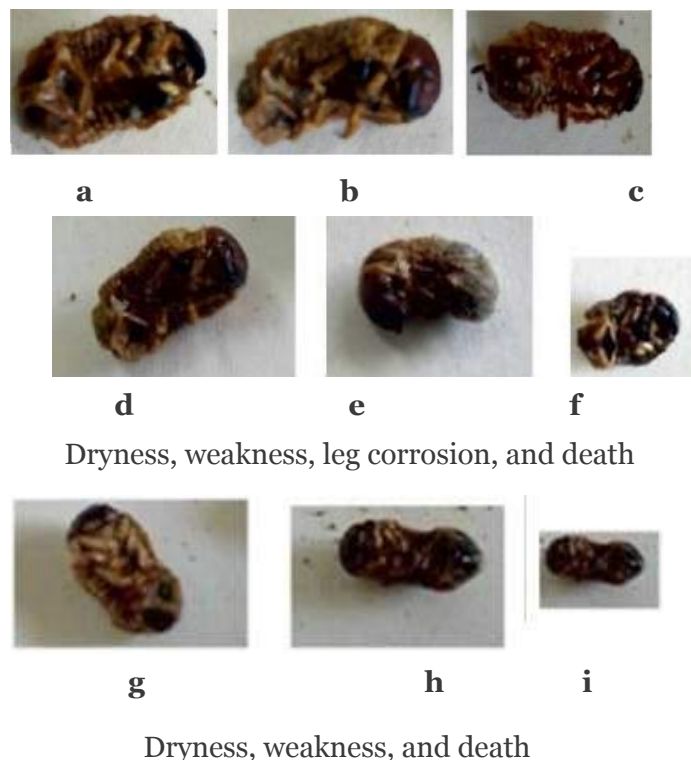 a b c
d e f
Dryness, weakness, leg corrosion, and death
g h i
Dryness, weakness, and death